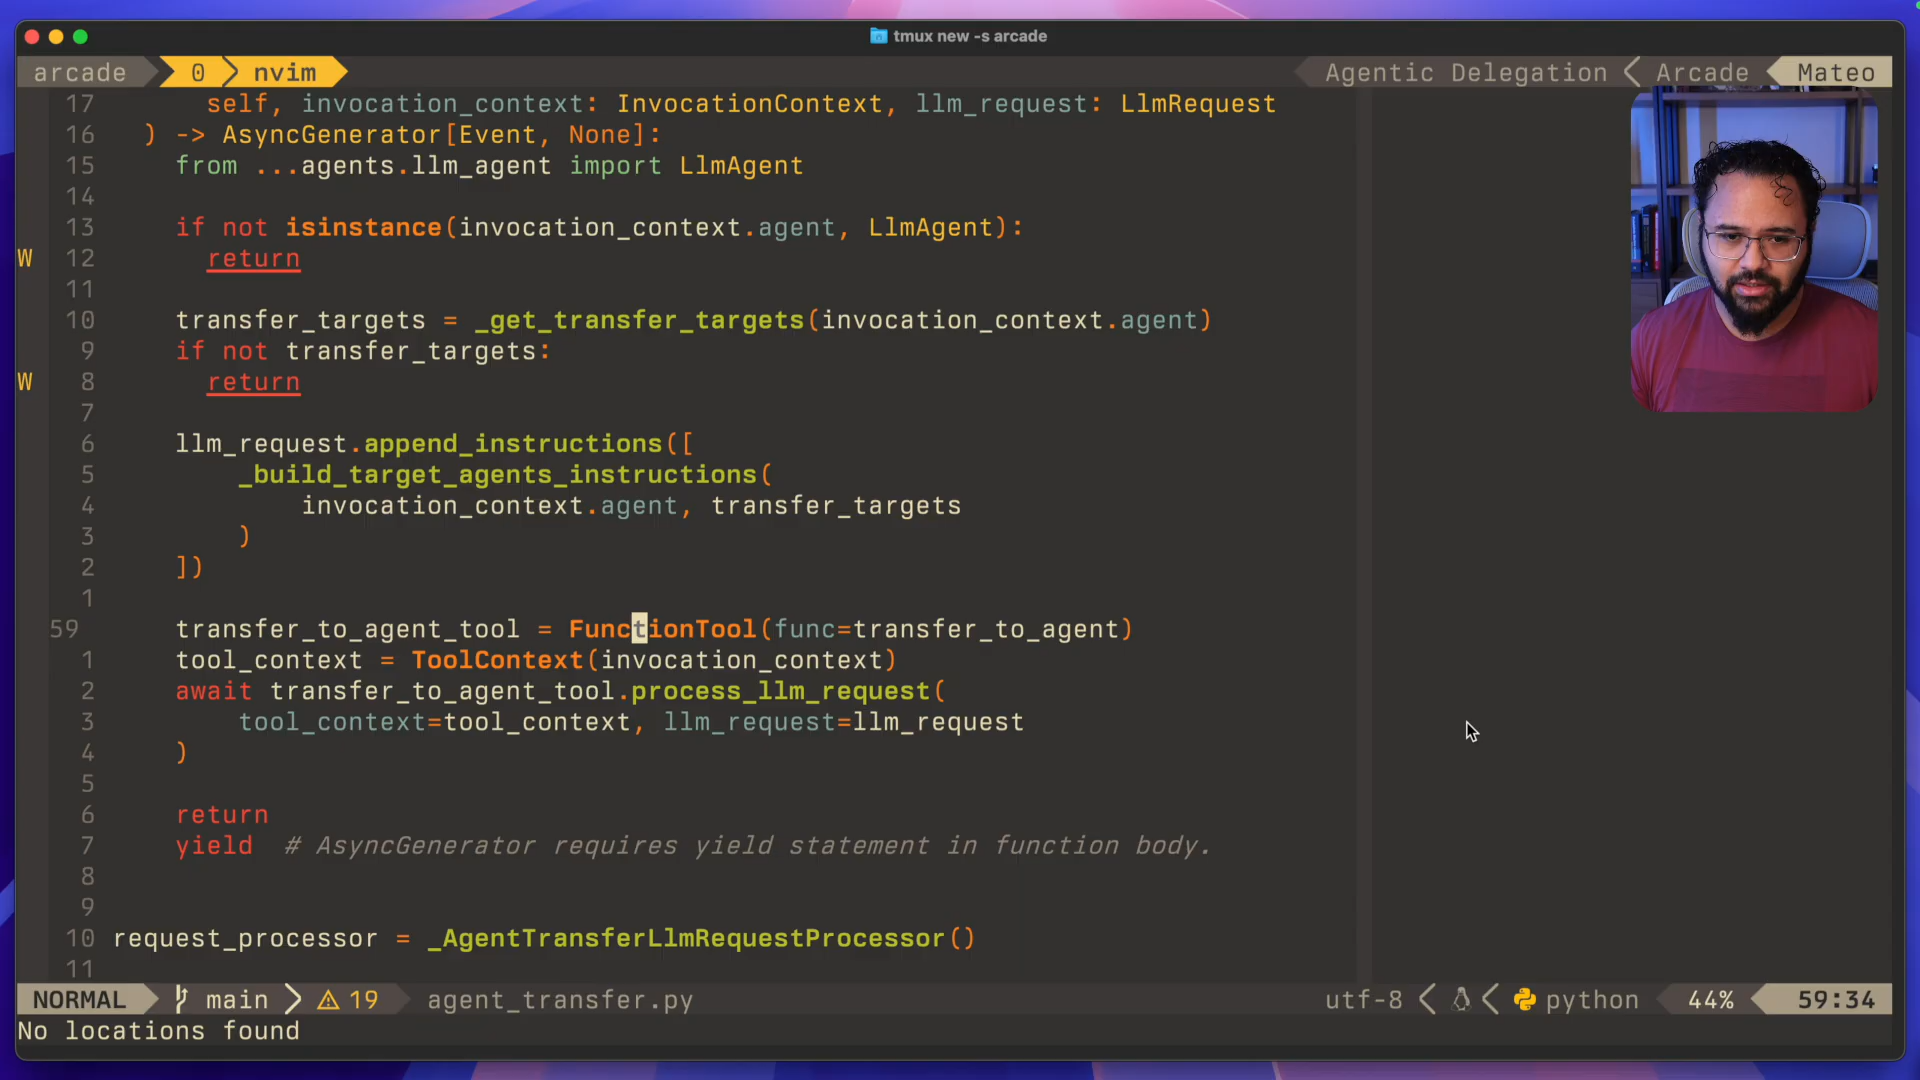 tmux new -s arcade
arcade 0 nvim Agentic Delegation Arcade Mateo
17 self, invocation_context: InvocationContext, llm_request: LlmRequest
16 ) -> AsyncGenerator[Event, None]:
15 from ...agents.llm_agent import LlmAgent
14
13 if not isinstance(invocation_context.agent, LlmAgent):
W 12 return
11
10 transfer_targets = _get_transfer_targets(invocation_context.agent)
9 if not transfer_targets:
W 8 return
7
6 llm_request.append_instructions([
5 _build_target_agents_instructions(
4 invocation_context.agent, transfer_targets
3 )
2 ])
1
59 transfer_to_agent_tool = FunctionTool(func=transfer_to_agent)
1 tool_context = ToolContext(invocation_context)
2 await transfer_to_agent_tool.process_llm_request(
3 tool_context=tool_context, llm_request=llm_request
4 )
5
6 return
7 yield # AsyncGenerator requires yield statement in function body.
8
9
10 request_processor = _AgentTransferLlmRequestProcessor()
11
NORMAL main 19 agent_transfer.py utf-8 python 44% 59:34
No locations found